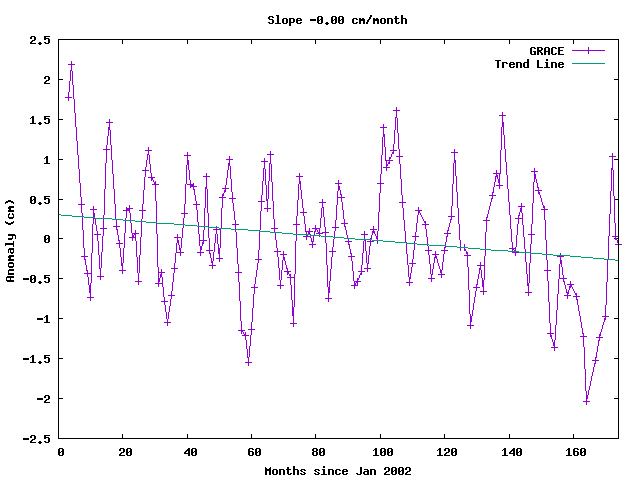 Slope -0.00 cm/month
GRACE
Trend Line
2.5
2
1.5
1
0.5
0
-0.5
-1
-1.5
-2
-2.5
Anomaly (cm)
0 20 40 60 80 100 120 140 160
Months since Jan 2002